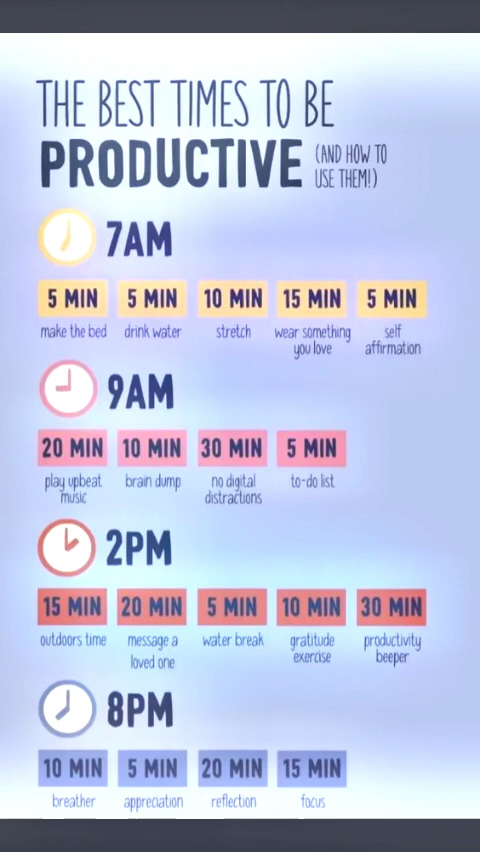 THE BEST TIMES TO BE
PRODUCTIVE (AND HOW TO
USE THEM!)
7AM
5 MIN 5 MIN 10 MIN 15 MIN 5 MIN
make the bed drink water stretch wear something self
you love affirmation
9AM
20 MIN 10 MIN 30 MIN 5 MIN
play upbeat brain dump no digital to-do list
music distractions
2PM
15 MIN 20 MIN 5 MIN 10 MIN 30 MIN
outdoors time message a water break gratitude productivity
loved one exercise beeper
8PM
10 MIN 5 MIN 20 MIN 15 MIN
breather appreciation reflection focus